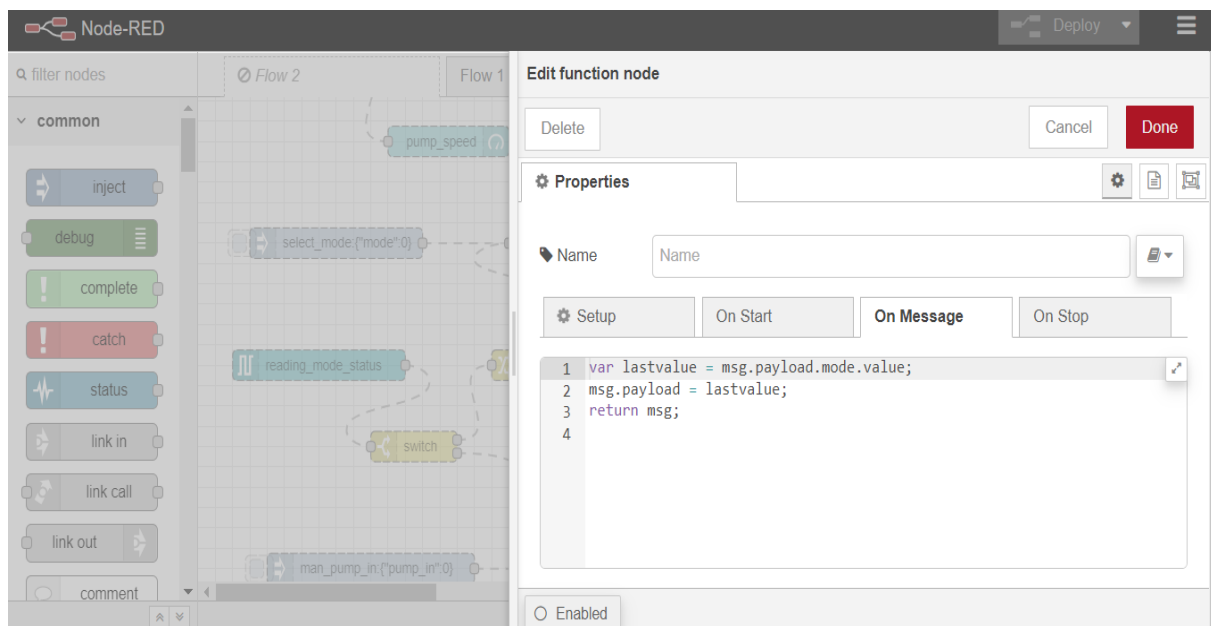 Node-RED
Deploy
filter nodes
Flow 2
Flow 1
Edit function node
common
pump_speed
Delete
Cancel
Done
inject
Properties
debug
select_mode:{"mode":0}
Name
Name
complete
Setup
On Start
On Message
On Stop
catch
reading_mode_status
1 var lastvalue = msg.payload.mode.value;
2 msg.payload = lastvalue;
3 return msg;
4
status
link in
switch
link call
link out
man_pump_in:{"pump_in":0}
comment
Enabled